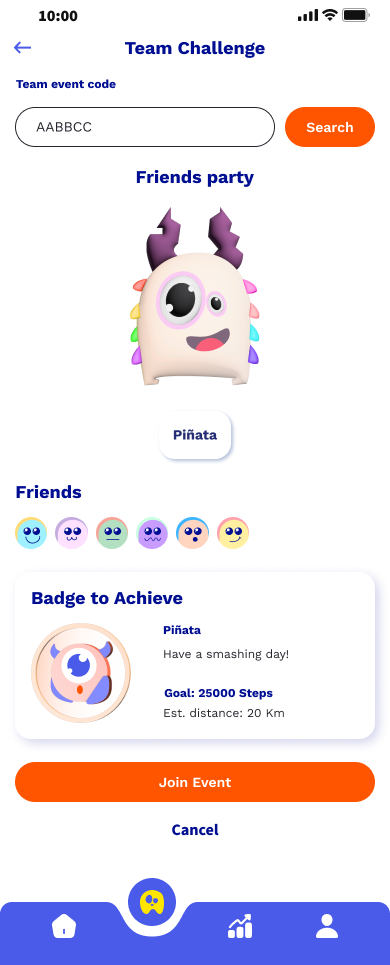 10:00
Team Challenge
Team event code
AABBCC
Search
Friends party
Piñata
Friends
Badge to Achieve
Piñata
Have a smashing day!
Goal: 25000 Steps
Est. distance: 20 Km
Join Event
Cancel